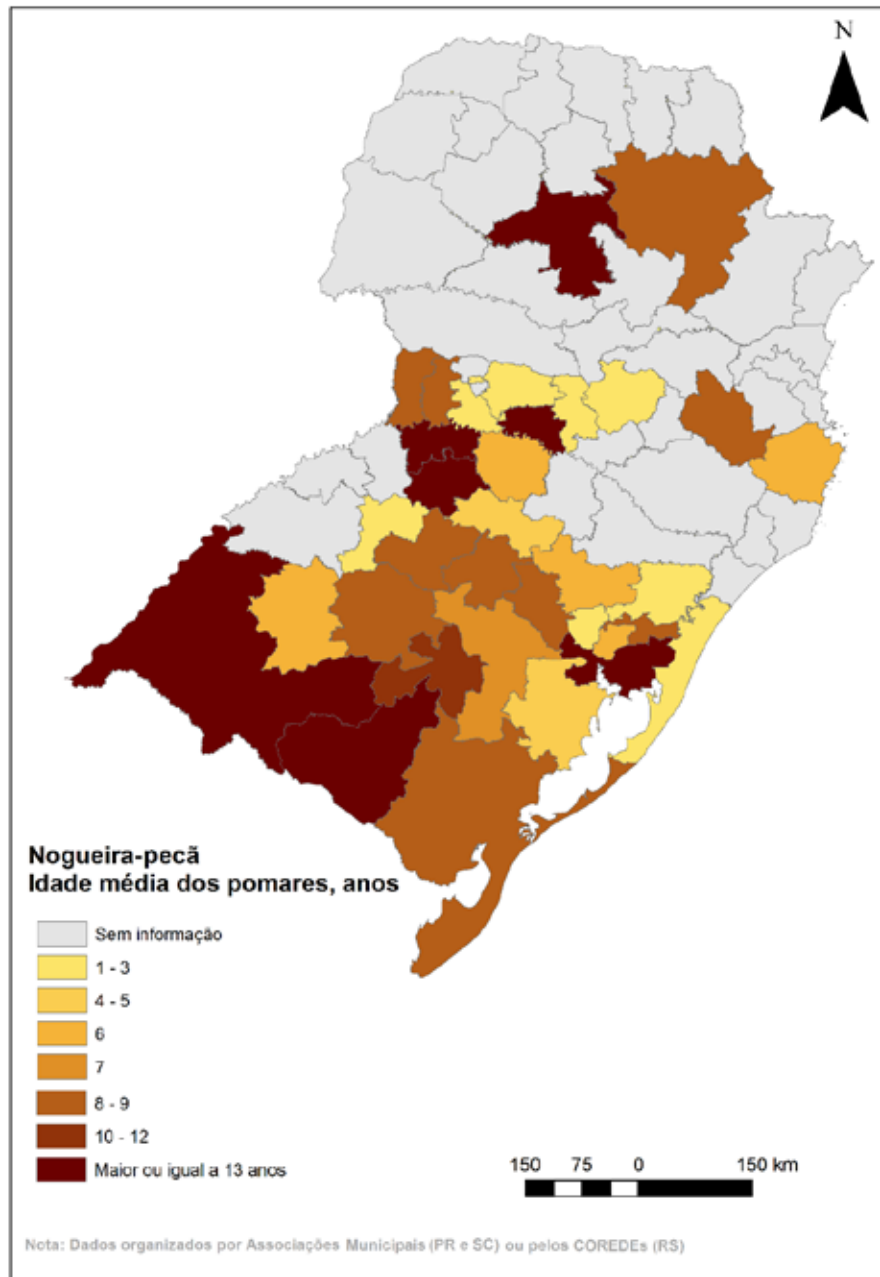 N
Nogueira-pecã
Idade média dos pomares, anos
Sem informação
1 - 3
4 - 5
6
7
8 - 9
10 - 12
Maior ou igual a 13 anos
150 75 0 150 km
Nota: Dados organizados por Associações Municipais (PR e SC) ou pelos COREDEs (RS)